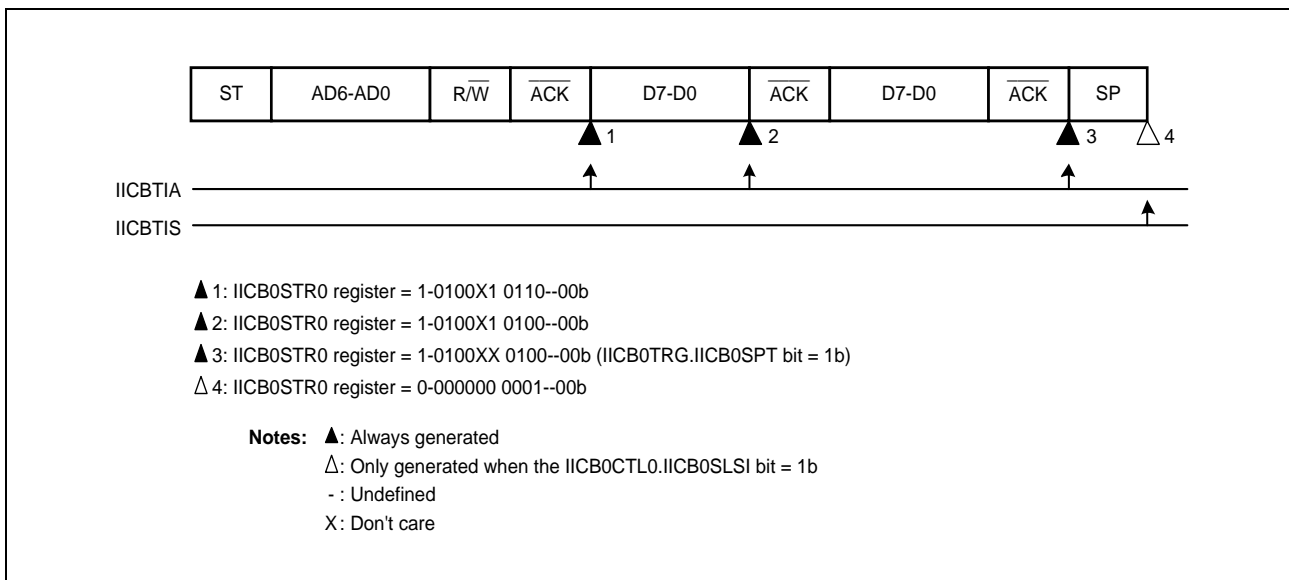 ST AD6-AD0 R/W ACK D7-D0 ACK D7-D0 ACK SP
▲ 1 ▲ 2 ▲ 3 △ 4
IICBTIA
IICBTIS
▲ 1: IICB0STR0 register = 1-0100X1 0110--00b
▲ 2: IICB0STR0 register = 1-0100X1 0100--00b
▲ 3: IICB0STR0 register = 1-0100XX 0100--00b (IICB0TRG.IICB0SPT bit = 1b)
△ 4: IICB0STR0 register = 0-000000 0001--00b
Notes: ▲: Always generated
△: Only generated when the IICB0CTL0.IICB0SLSI bit = 1b
- : Undefined
X: Don't care